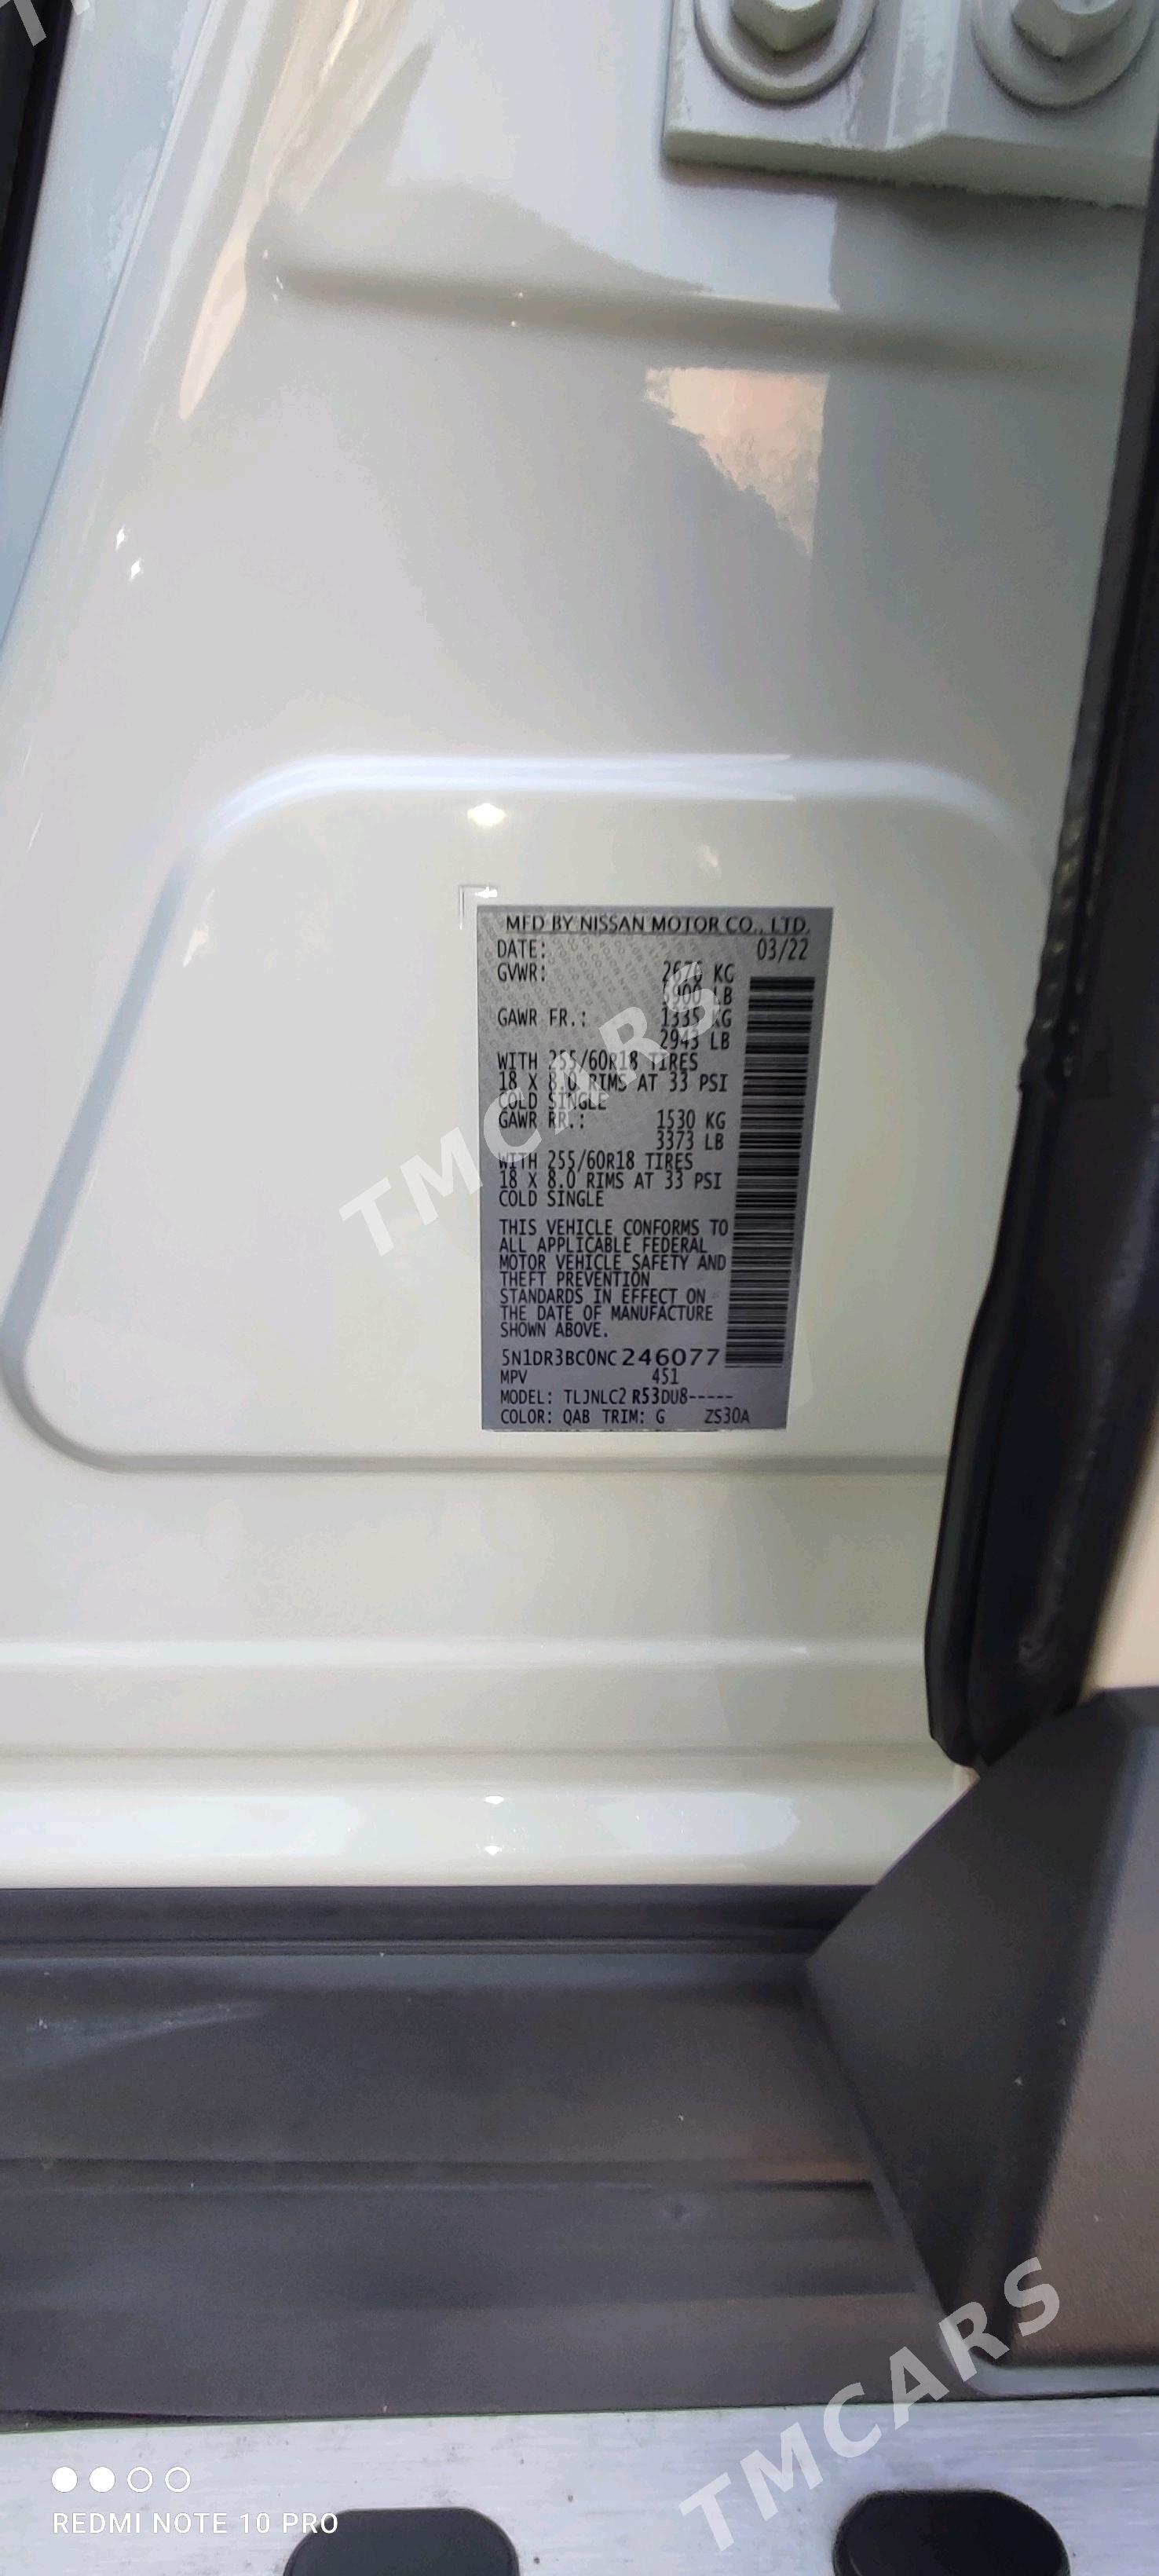 MFD BY NISSAN MOTOR CO., LTD.
DATE: 03/22
GVWR: 2676 KG
5900 LB
GAWR FR.: 1335 KG
2943 LB
WITH 255/60R18 TIRES
18 X 8.0 RIMS AT 33 PSI
COLD SINGLE
GAWR RR.: 1530 KG
3373 LB
WITH 255/60R18 TIRES
18 X 8.0 RIMS AT 33 PSI
COLD SINGLE
THIS VEHICLE CONFORMS TO
ALL APPLICABLE FEDERAL
MOTOR VEHICLE SAFETY AND
THEFT PREVENTION
STANDARDS IN EFFECT ON
THE DATE OF MANUFACTURE
SHOWN ABOVE.
5N1DR3BC0NC246077
MPV 451
MODEL: TLJNLC2 R53DU8-----
COLOR: QAB TRIM: G ZS30A
TMCARS
TMCARS
REDMI NOTE 10 PRO